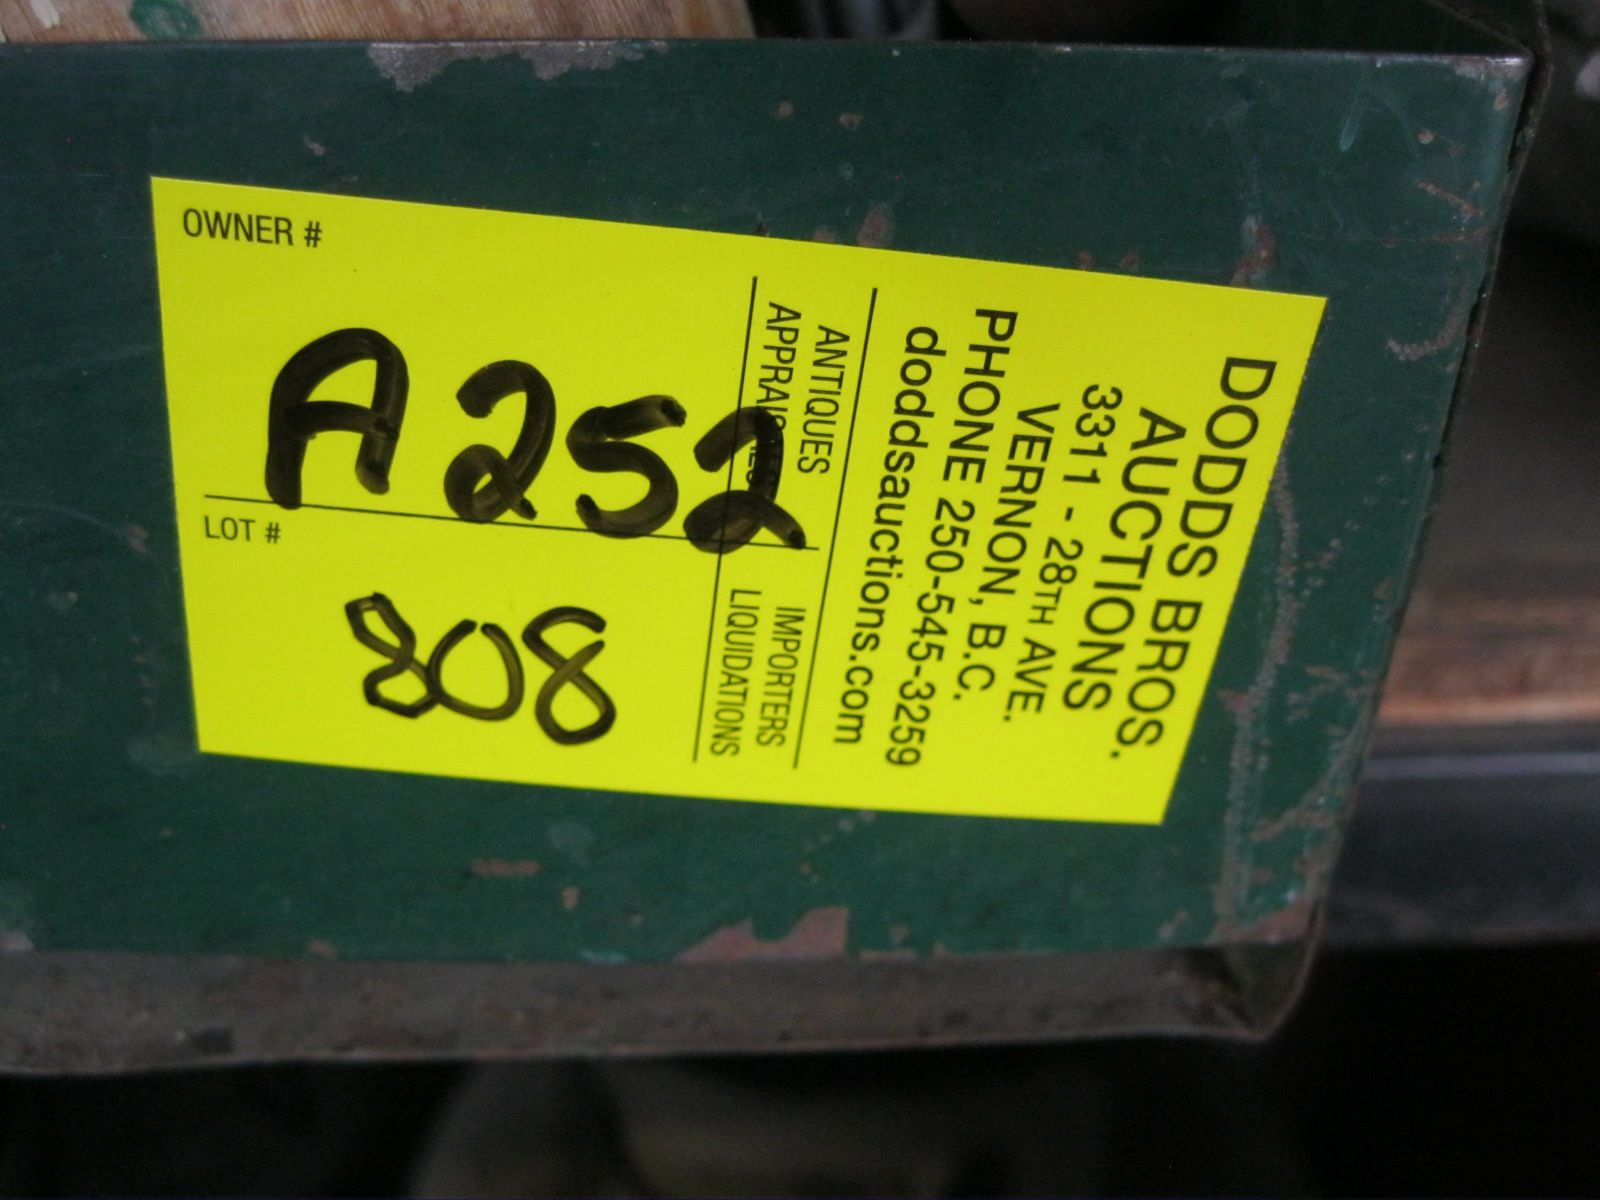 OWNER #
A252
LOT #
808
DODDS BROS.
AUCTIONS
3311 - 28TH AVE.
VERNON, B.C.
PHONE 250-545-3259
doddsauctions.com
ANTIQUES
APPRAISALS
IMPORTERS
LIQUIDATIONS